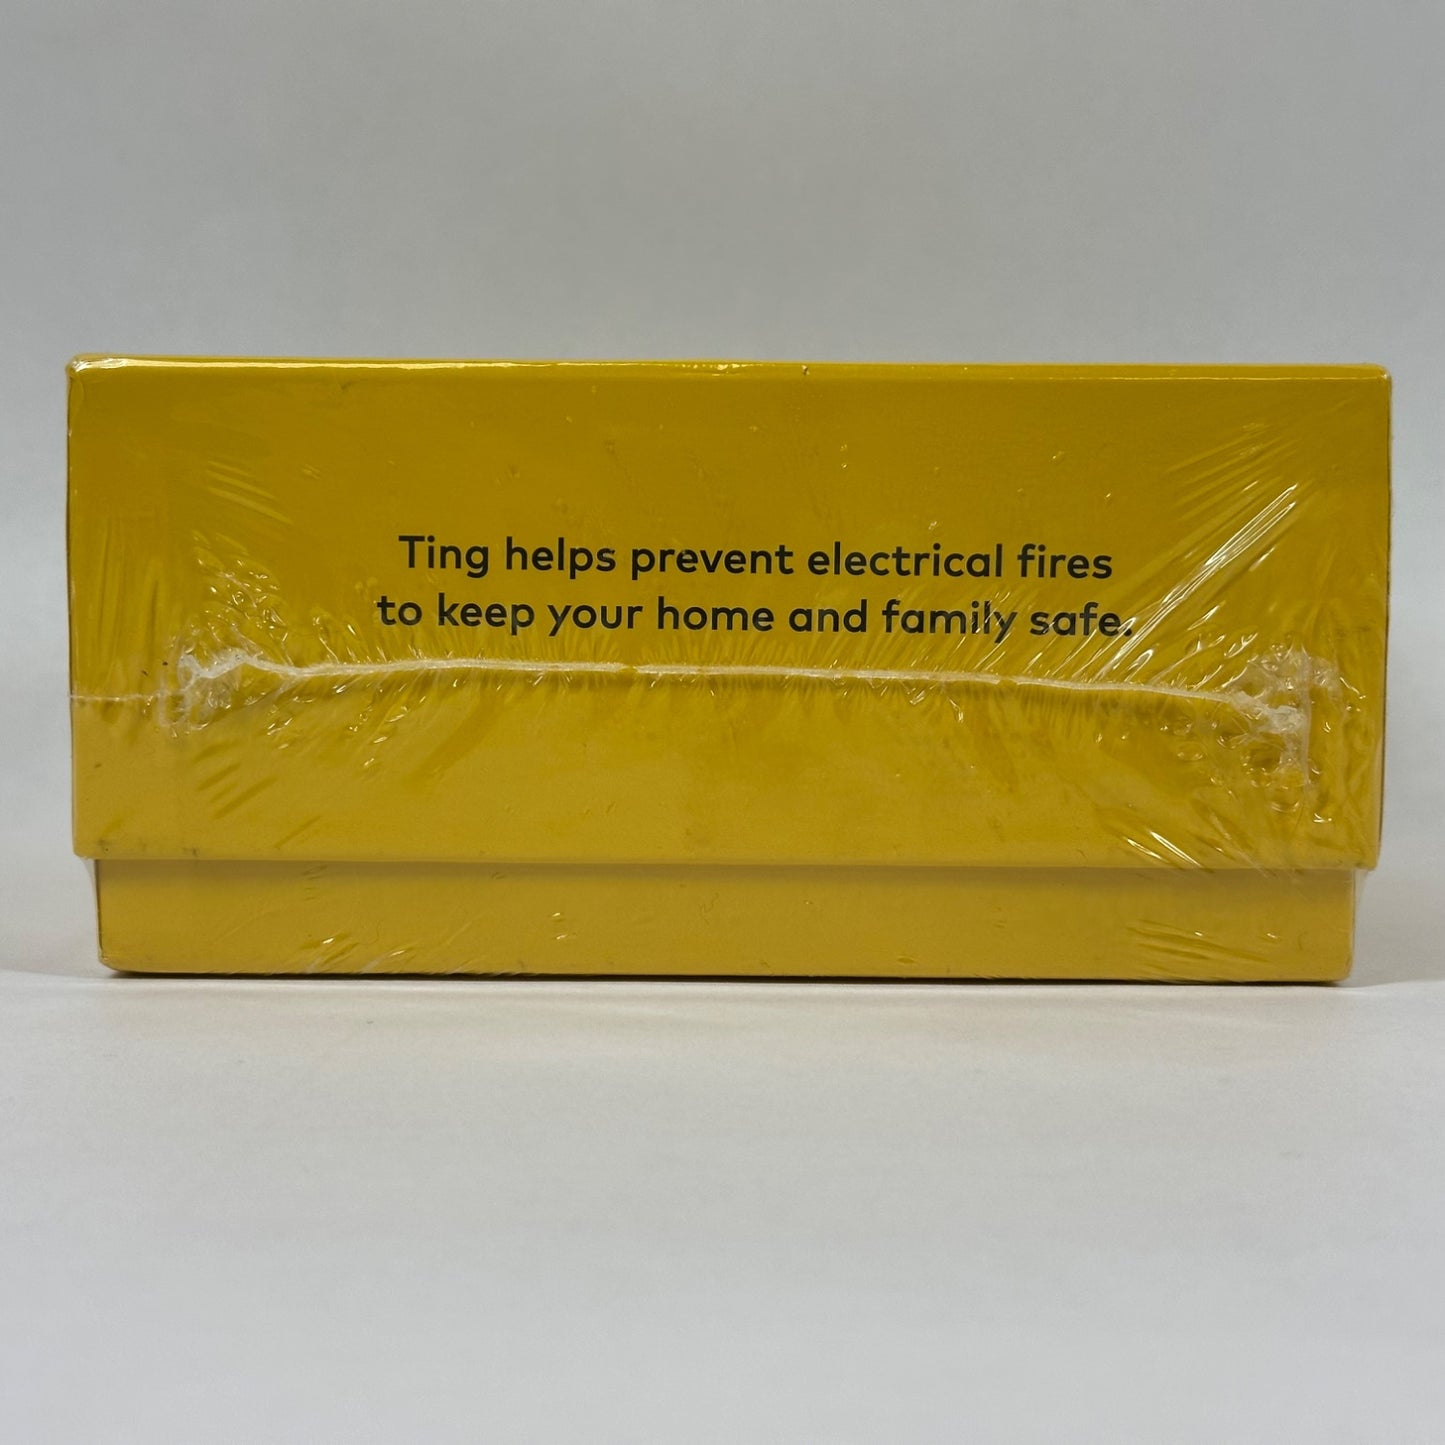 Ting helps prevent electrical fires
to keep your home and family safe.